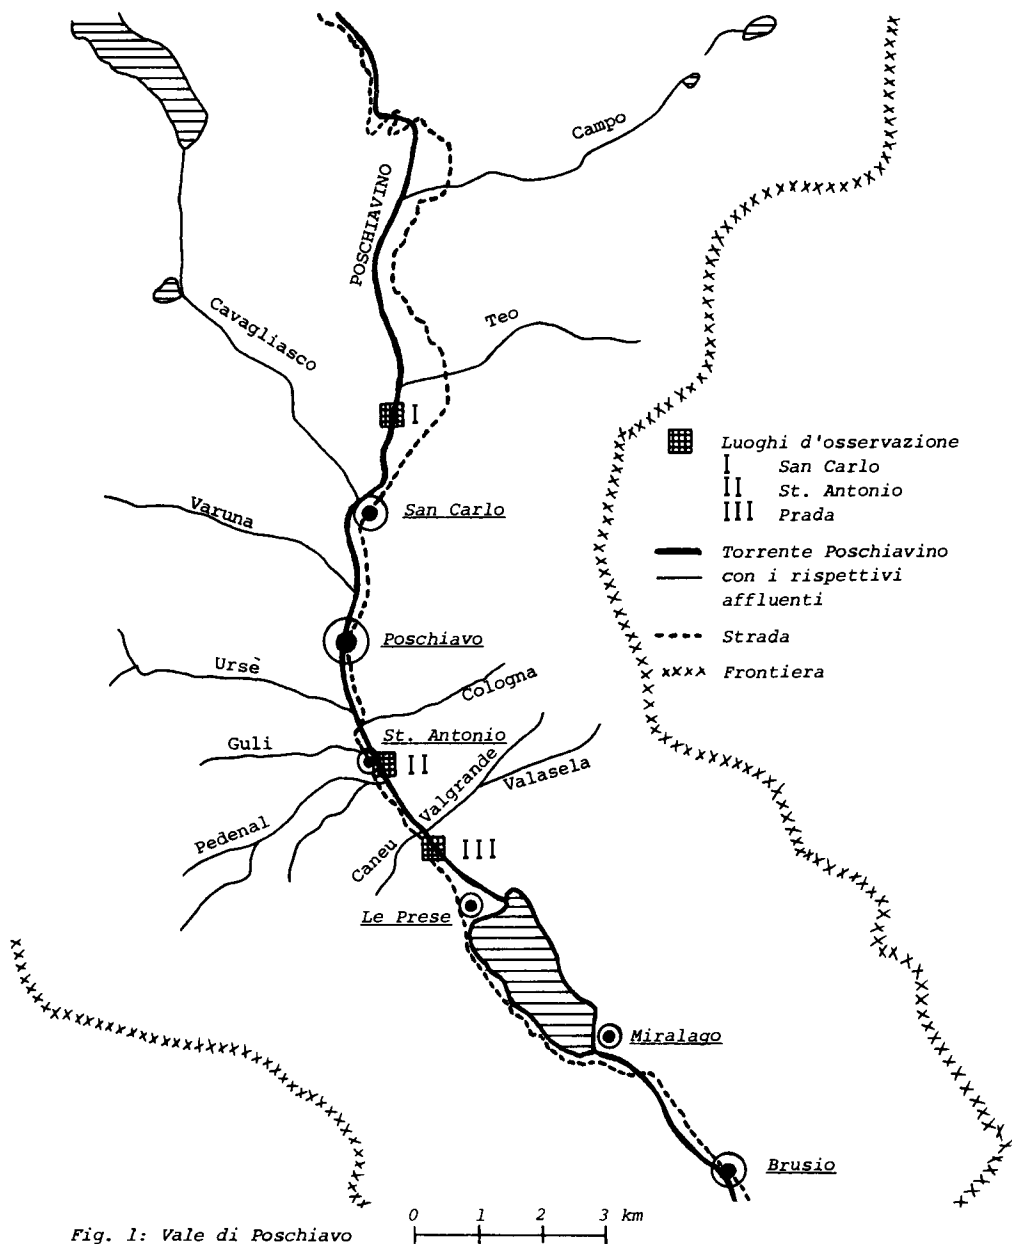 Campo
POSCHIAVINO
Cavagliasco
Teo
I
Luoghi d'osservazione
I San Carlo
II St. Antonio
III Prada
Torrente Poschiavino
con i rispettivi
affluenti
Strada
xxxx Frontiera
Varuna
San Carlo
Poschiavo
Ursè
Cologna
St. Antonio
Guli
II
Valgrande
Valasela
Pedenal
Caneu
III
Le Prese
Miralago
Brusio
0 1 2 3 km
Fig. 1: Vale di Poschiavo